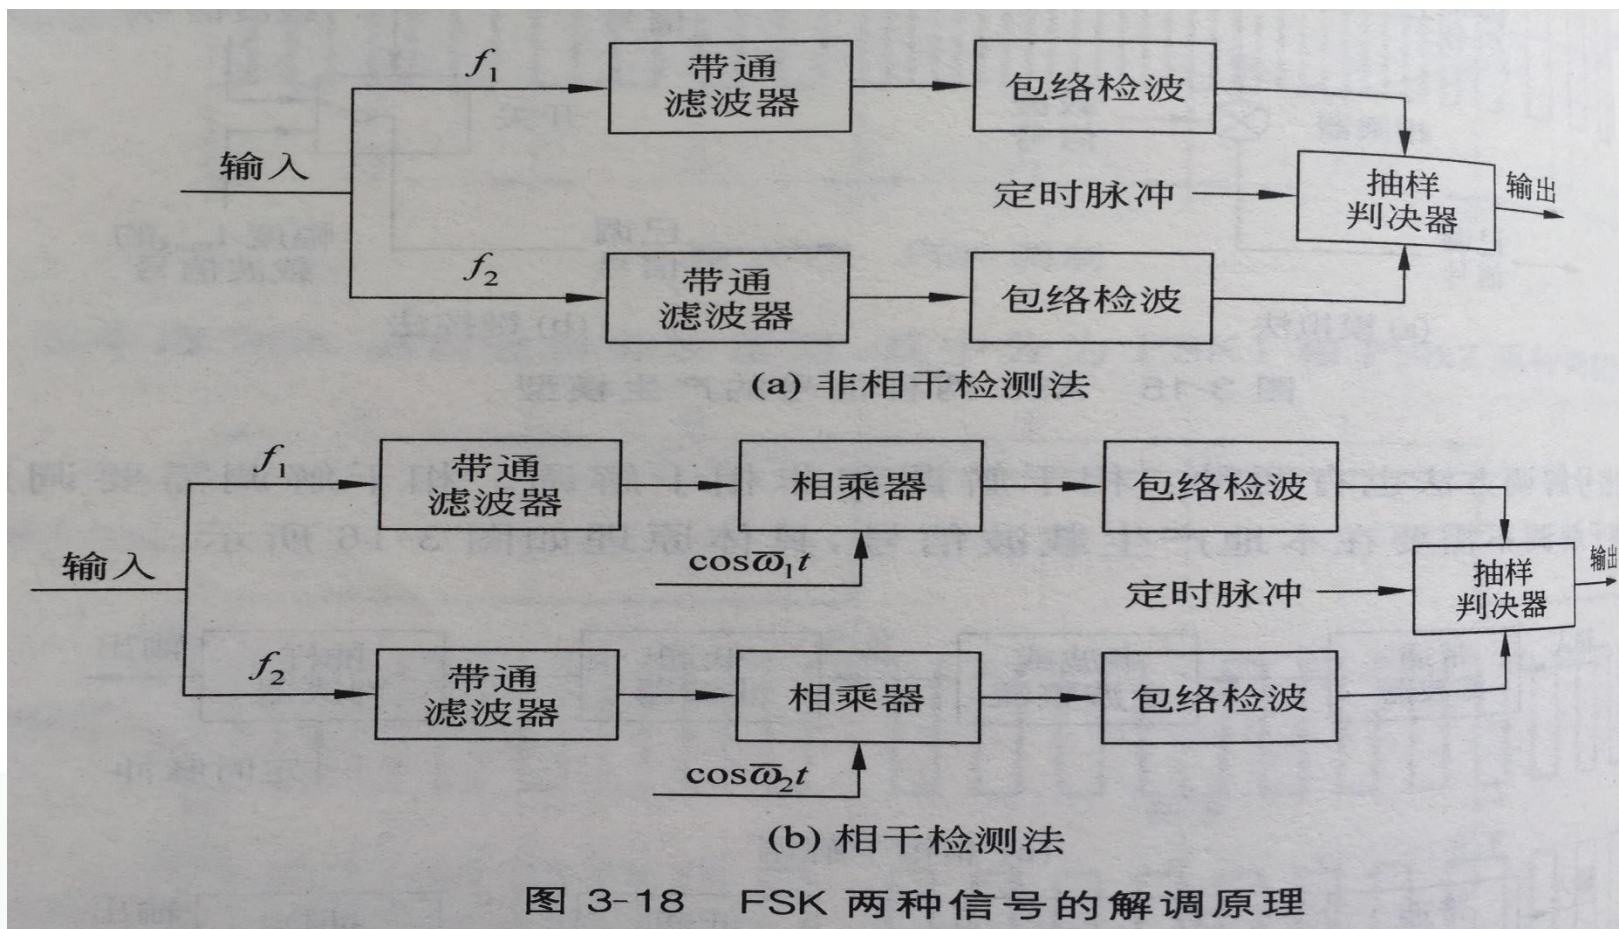 f₁
带通
滤波器
包络检波
输入
定时脉冲
抽样
判决器
输出
f₂
带通
滤波器
包络检波
(a) 非相干检测法
f₁
带通
滤波器
相乘器
包络检波
cosϖ₁t
输入
定时脉冲
抽样
判决器
输出
f₂
带通
滤波器
相乘器
包络检波
cosϖ₂t
(b) 相干检测法
图 3-18 FSK 两种信号的解调原理